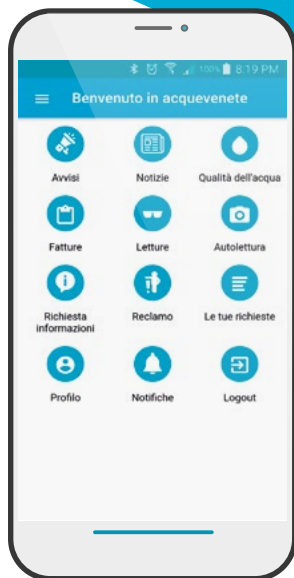 100% 8:19 PM
Benvenuto in acquevenete
Avvisi Notizie Qualità dell'acqua
Fatture Letture Autolettura
Richiesta informazioni Reclamo Le tue richieste
Profilo Notifiche Logout